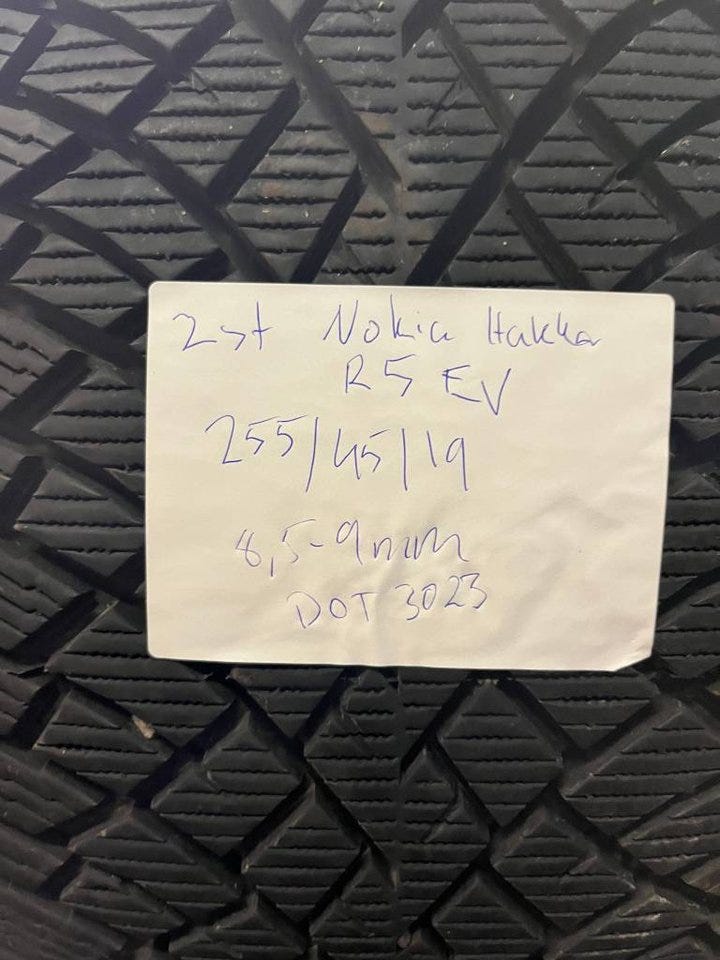 2st Nokia Hakka
R5 EV
255/45/19
8,5-9mm
DOT 3023